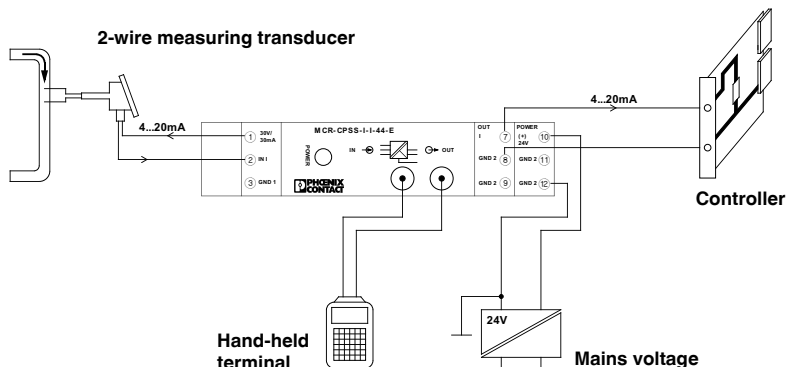 2-wire measuring transducer
4...20mA
4...20mA
MCR-CPSS-I-I-44-E
1 30V/
30mA
2 IN I
3 GND 1
POWER
IN
OUT
PHŒNIX
CONTACT
OUT
I 7
GND 2 8
GND 2 9
POWER
(+) 10
24V
GND 2 11
GND 2 12
Controller
24V
Hand-held
terminal
Mains voltage